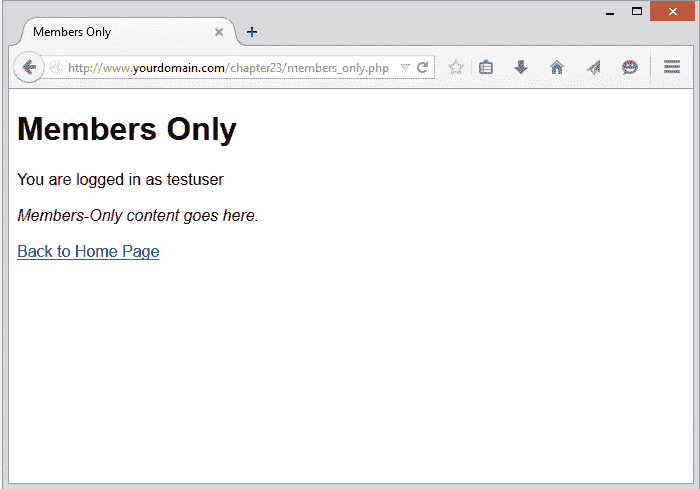 Members Only
http://www.yourdomain.com/chapter23/members_only.php
Members Only
You are logged in as testuser
Members-Only content goes here.
Back to Home Page